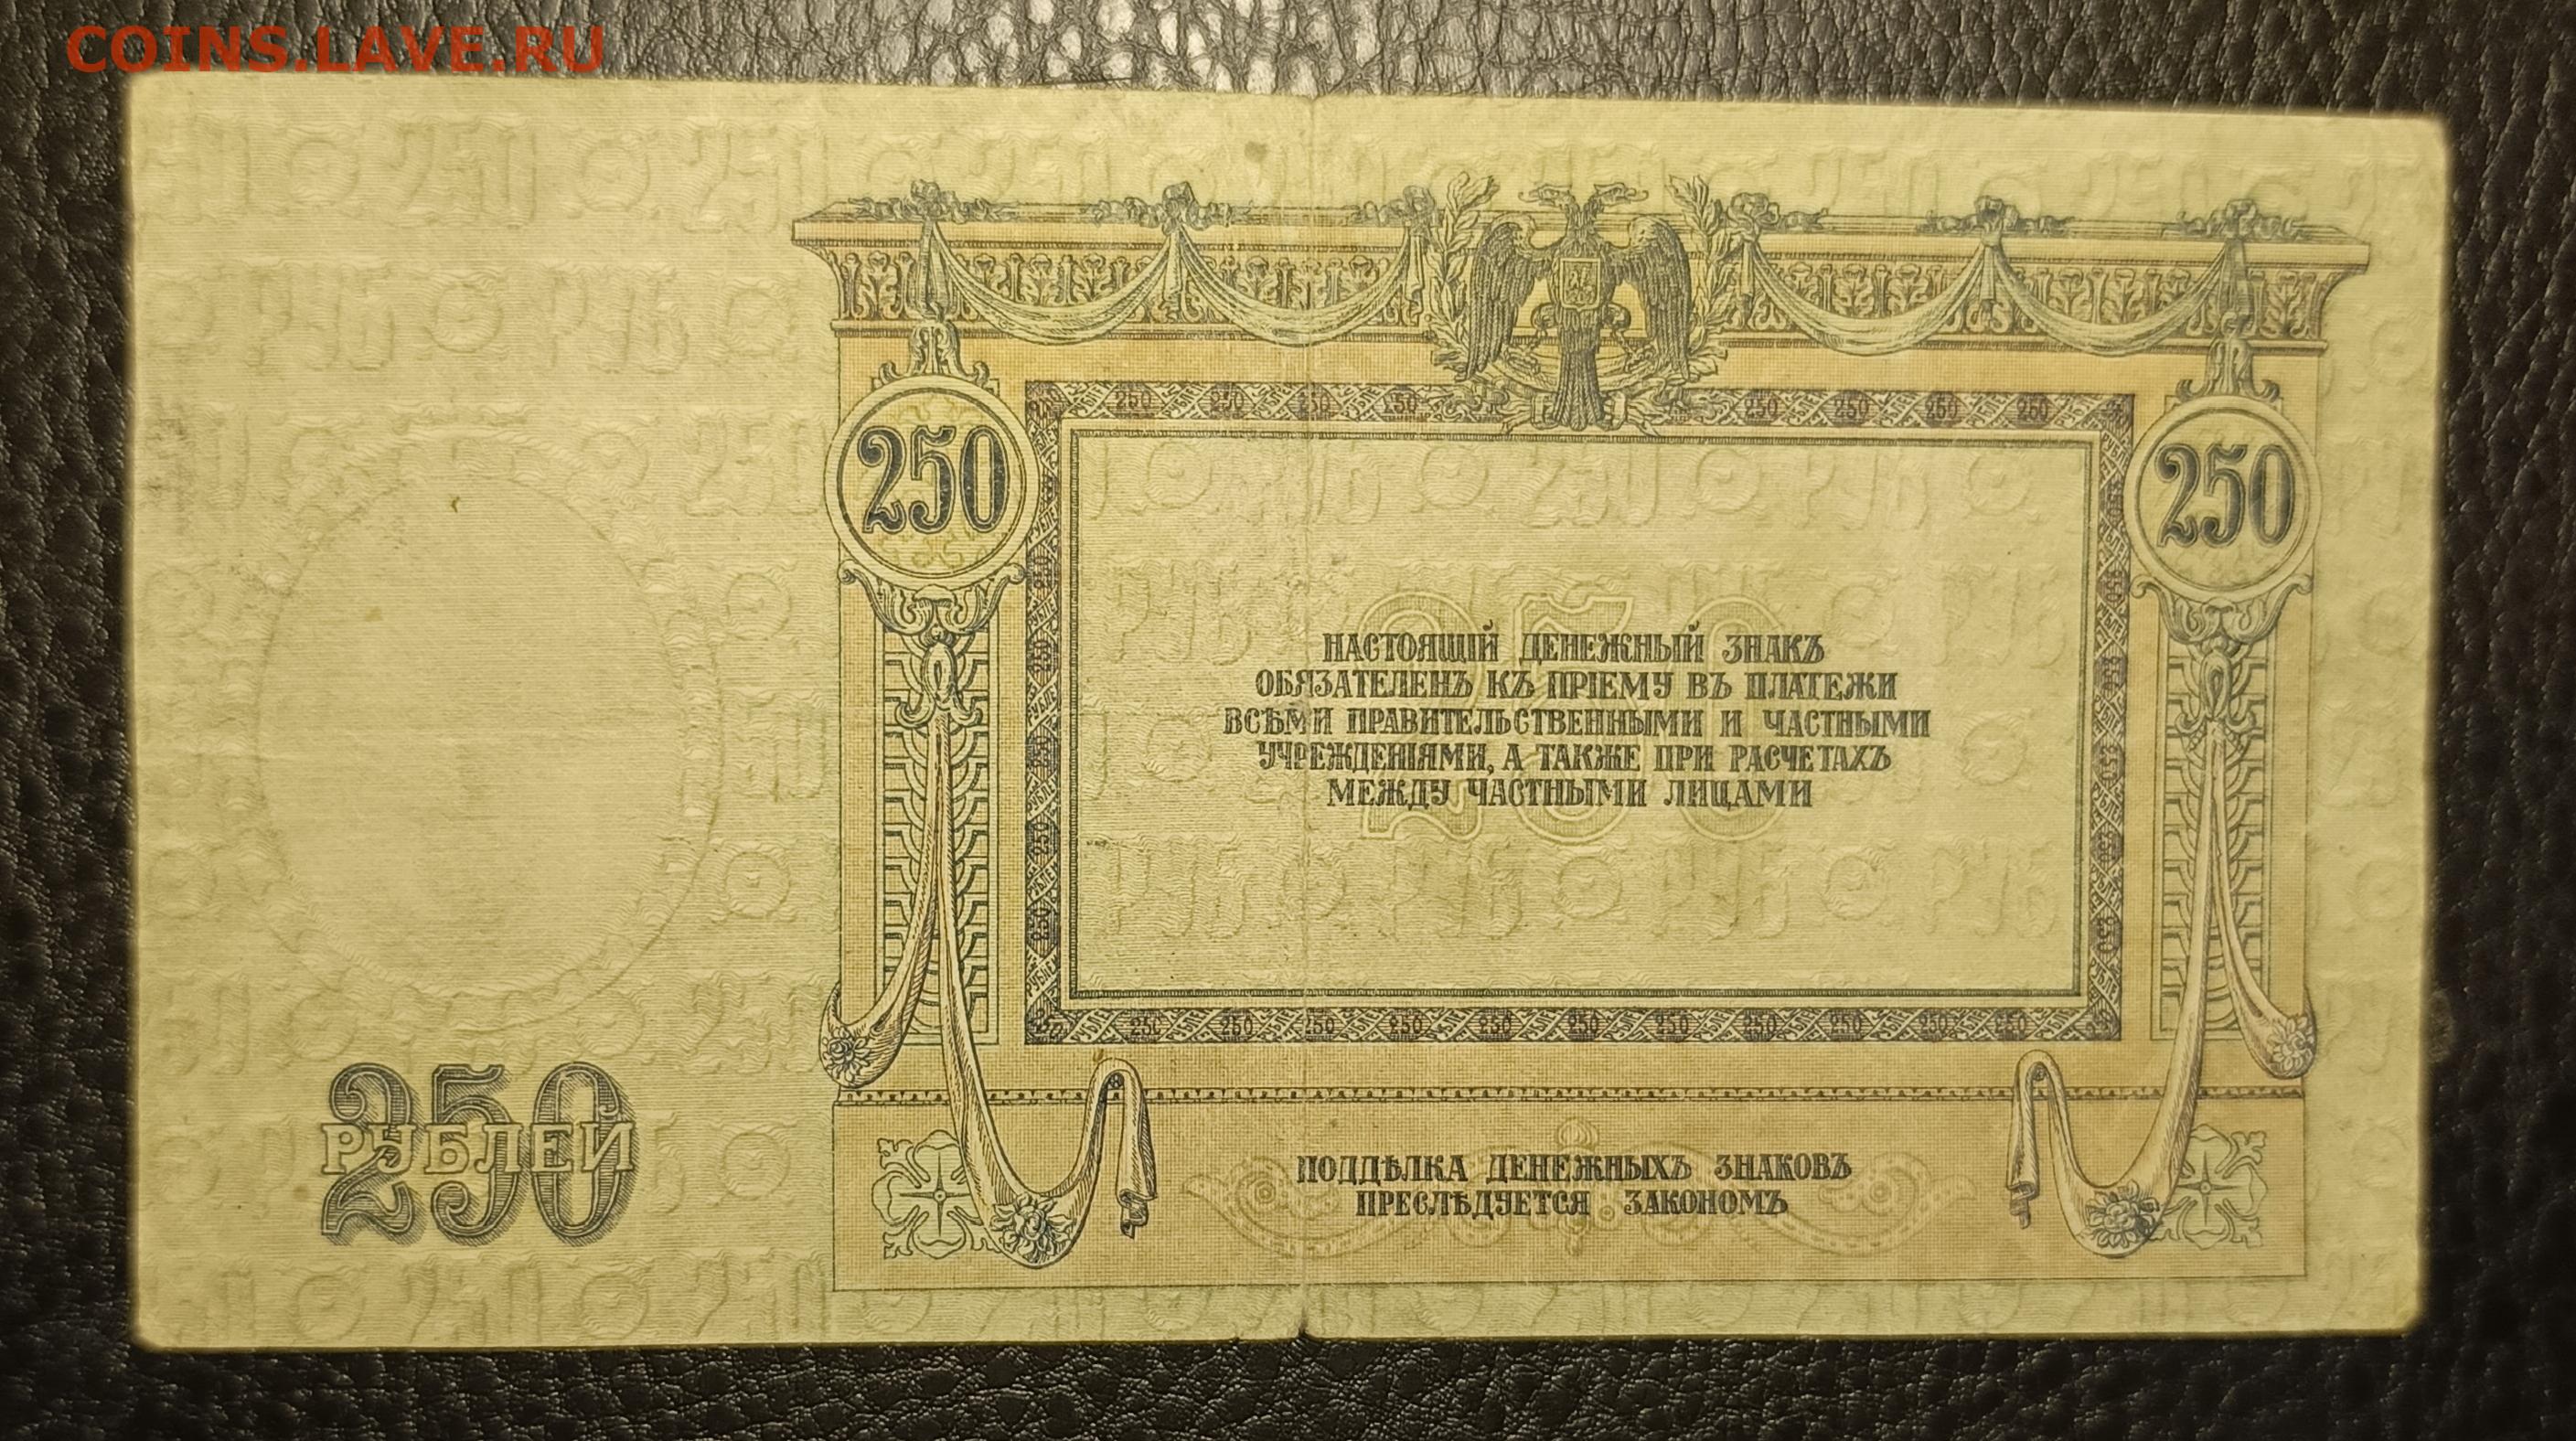 COINS.LAVE.RU
250
250
НАСТОЯЩІЙ ДЕНЕЖНЫЙ ЗНАКЪ
ОБЯЗАТЕЛЕНЪ КЪ ПРІЕМУ ВЪ ПЛАТЕЖИ
ВСѢМИ ПРАВИТЕЛЬСТВЕННЫМИ И ЧАСТНЫМИ
УЧРЕЖДЕНІЯМИ, А ТАКЖЕ ПРИ РАСЧЕТАХЪ
МЕЖДУ ЧАСТНЫМИ ЛИЦАМИ
250
250
РУБЛЕЙ
ПОДДѢЛКА ДЕНЕЖНЫХЪ ЗНАКОВЪ
ПРЕСЛѢДУЕТСЯ ЗАКОНОМЪ